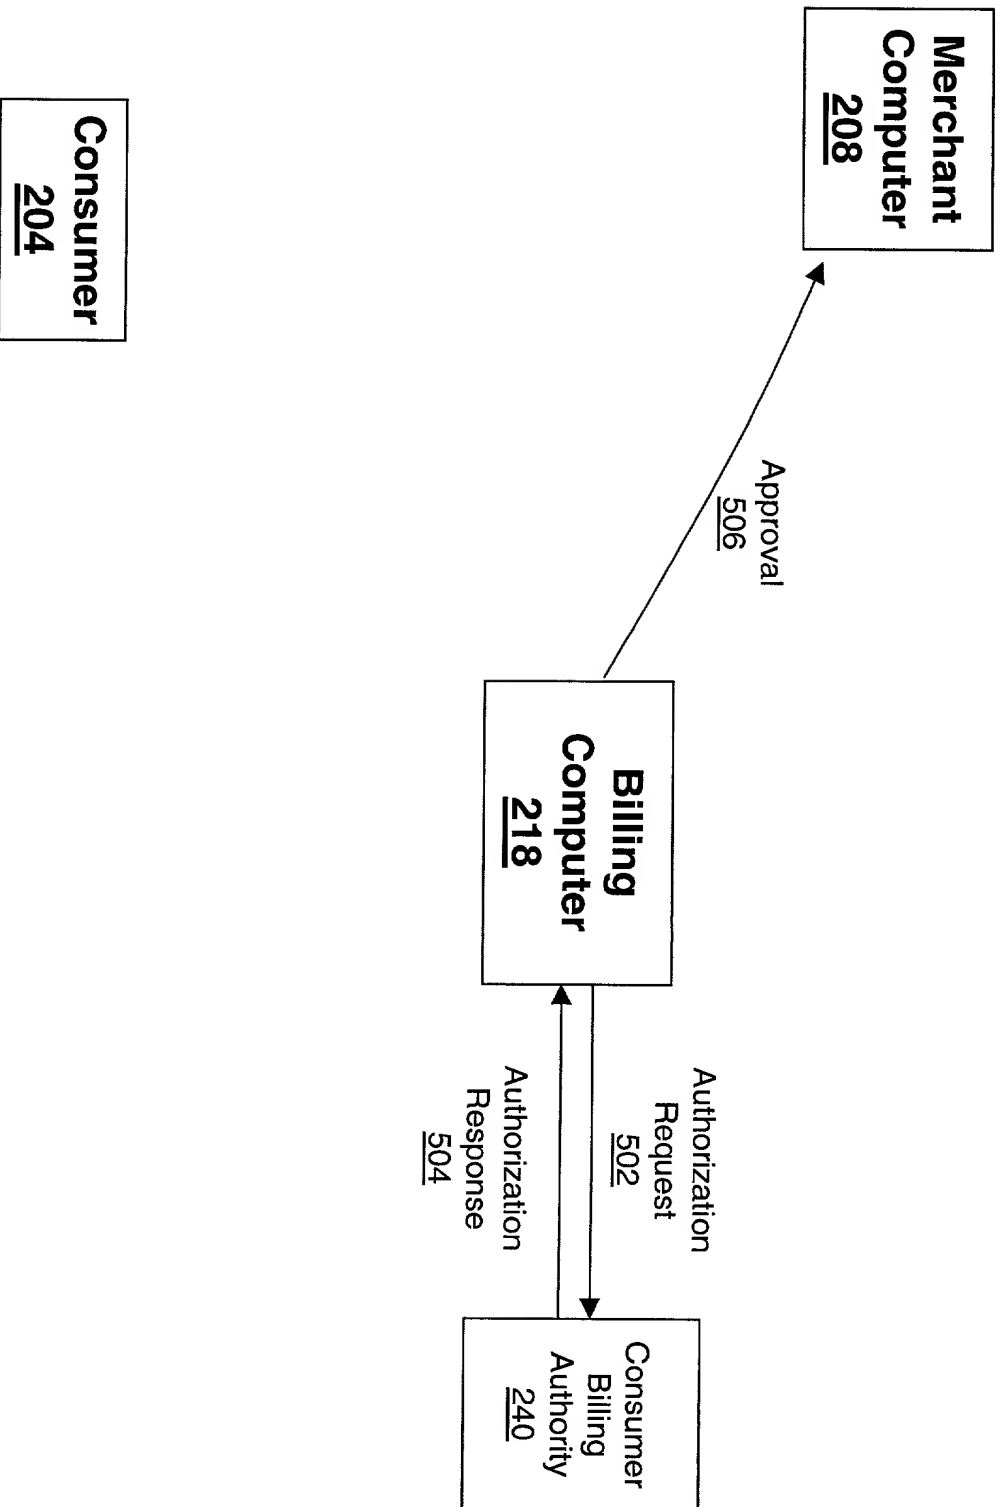 Merchant
Computer
208
Approval
506
Billing
Computer
218
Authorization
Request
502
Authorization
Response
504
Consumer
Billing
Authority
240
Consumer
204